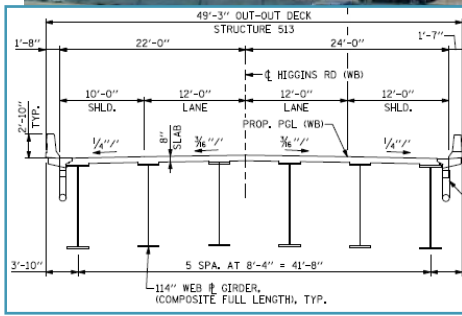 49'-3" OUT-OUT DECK
STRUCTURE 513
1'-8" 22'-0" 24'-0" 1'-7"
℄ HIGGINS RD (WB)
10'-0" 12'-0" 12'-0" 12'-0"
SHLD. LANE LANE SHLD.
2'-10"
TYP.
PROP. PGL (WB)
1/4"/' 3/16"/' 8" SLAB 3/16"/' 1/4"/'
3'-10" 5 SPA. AT 8'-4" = 41'-8"
114" WEB ⅊ GIRDER,
(COMPOSITE FULL LENGTH), TYP.